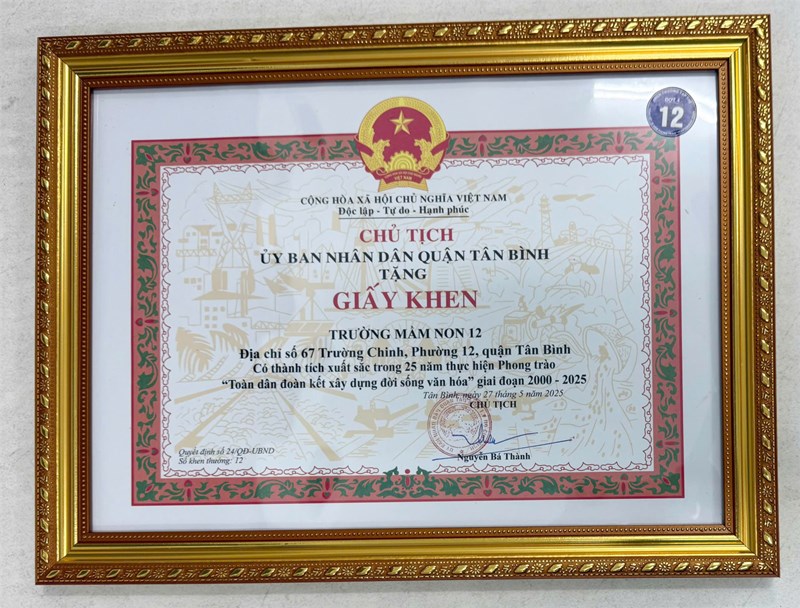 ĐỢT 1
12
VIỆT NAM
CỘNG HÒA XÃ HỘI CHỦ NGHĨA VIỆT NAM
Độc lập - Tự do - Hạnh phúc
CHỦ TỊCH
ỦY BAN NHÂN DÂN QUẬN TÂN BÌNH
TẶNG
GIẤY KHEN
TRƯỜNG MẦM NON 12
Địa chỉ số 67 Trường Chinh, Phường 12, quận Tân Bình
Có thành tích xuất sắc trong 25 năm thực hiện Phong trào
“Toàn dân đoàn kết xây dựng đời sống văn hóa” giai đoạn 2000 - 2025
Tân Bình, ngày 27 tháng 5 năm 2025
CHỦ TỊCH
Nguyễn Bá Thành
Quyết định số 24/QĐ-UBND
Số khen thưởng: 12